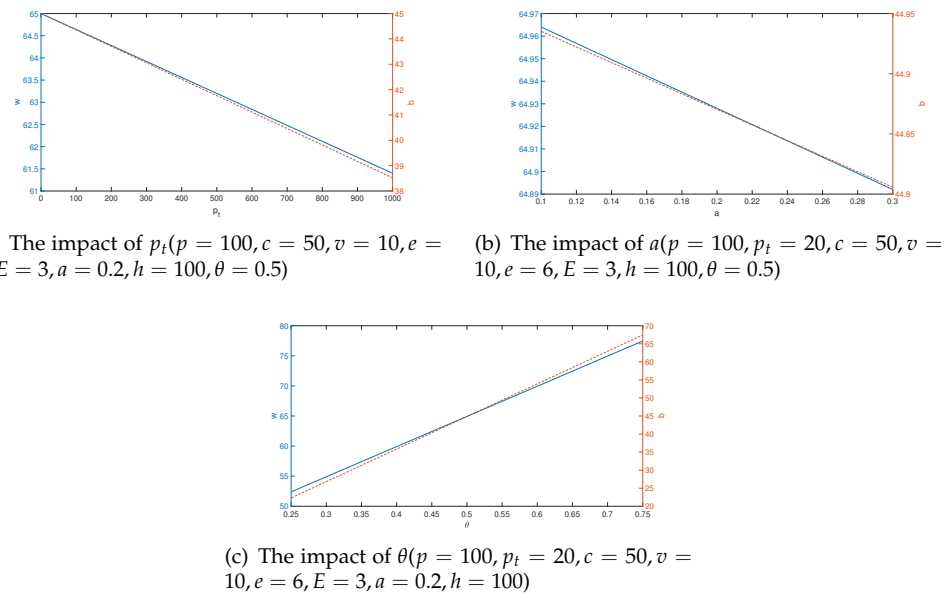 65
64.5
64
63.5
63
62.5
62
61.5
61
w
45
44
43
42
41
40
39
38
b
0 100 200 300 400 500 600 700 800 900 1000
p_t
64.97
64.96
64.95
64.94
64.93
64.92
64.91
64.9
64.89
w
44.95
44.9
44.85
44.8
b
0.1 0.12 0.14 0.16 0.18 0.2 0.22 0.24 0.26 0.28 0.3
a
The impact of p_t(p = 100, c = 50, v = 10, e =
E = 3, a = 0.2, h = 100, θ = 0.5)
(b) The impact of a(p = 100, p_t = 20, c = 50, v =
10, e = 6, E = 3, h = 100, θ = 0.5)
80
75
70
65
60
55
50
w
70
65
60
55
50
45
40
35
30
25
20
b
0.25 0.3 0.35 0.4 0.45 0.5 0.55 0.6 0.65 0.7 0.75
θ
(c) The impact of θ(p = 100, p_t = 20, c = 50, v =
10, e = 6, E = 3, a = 0.2, h = 100)